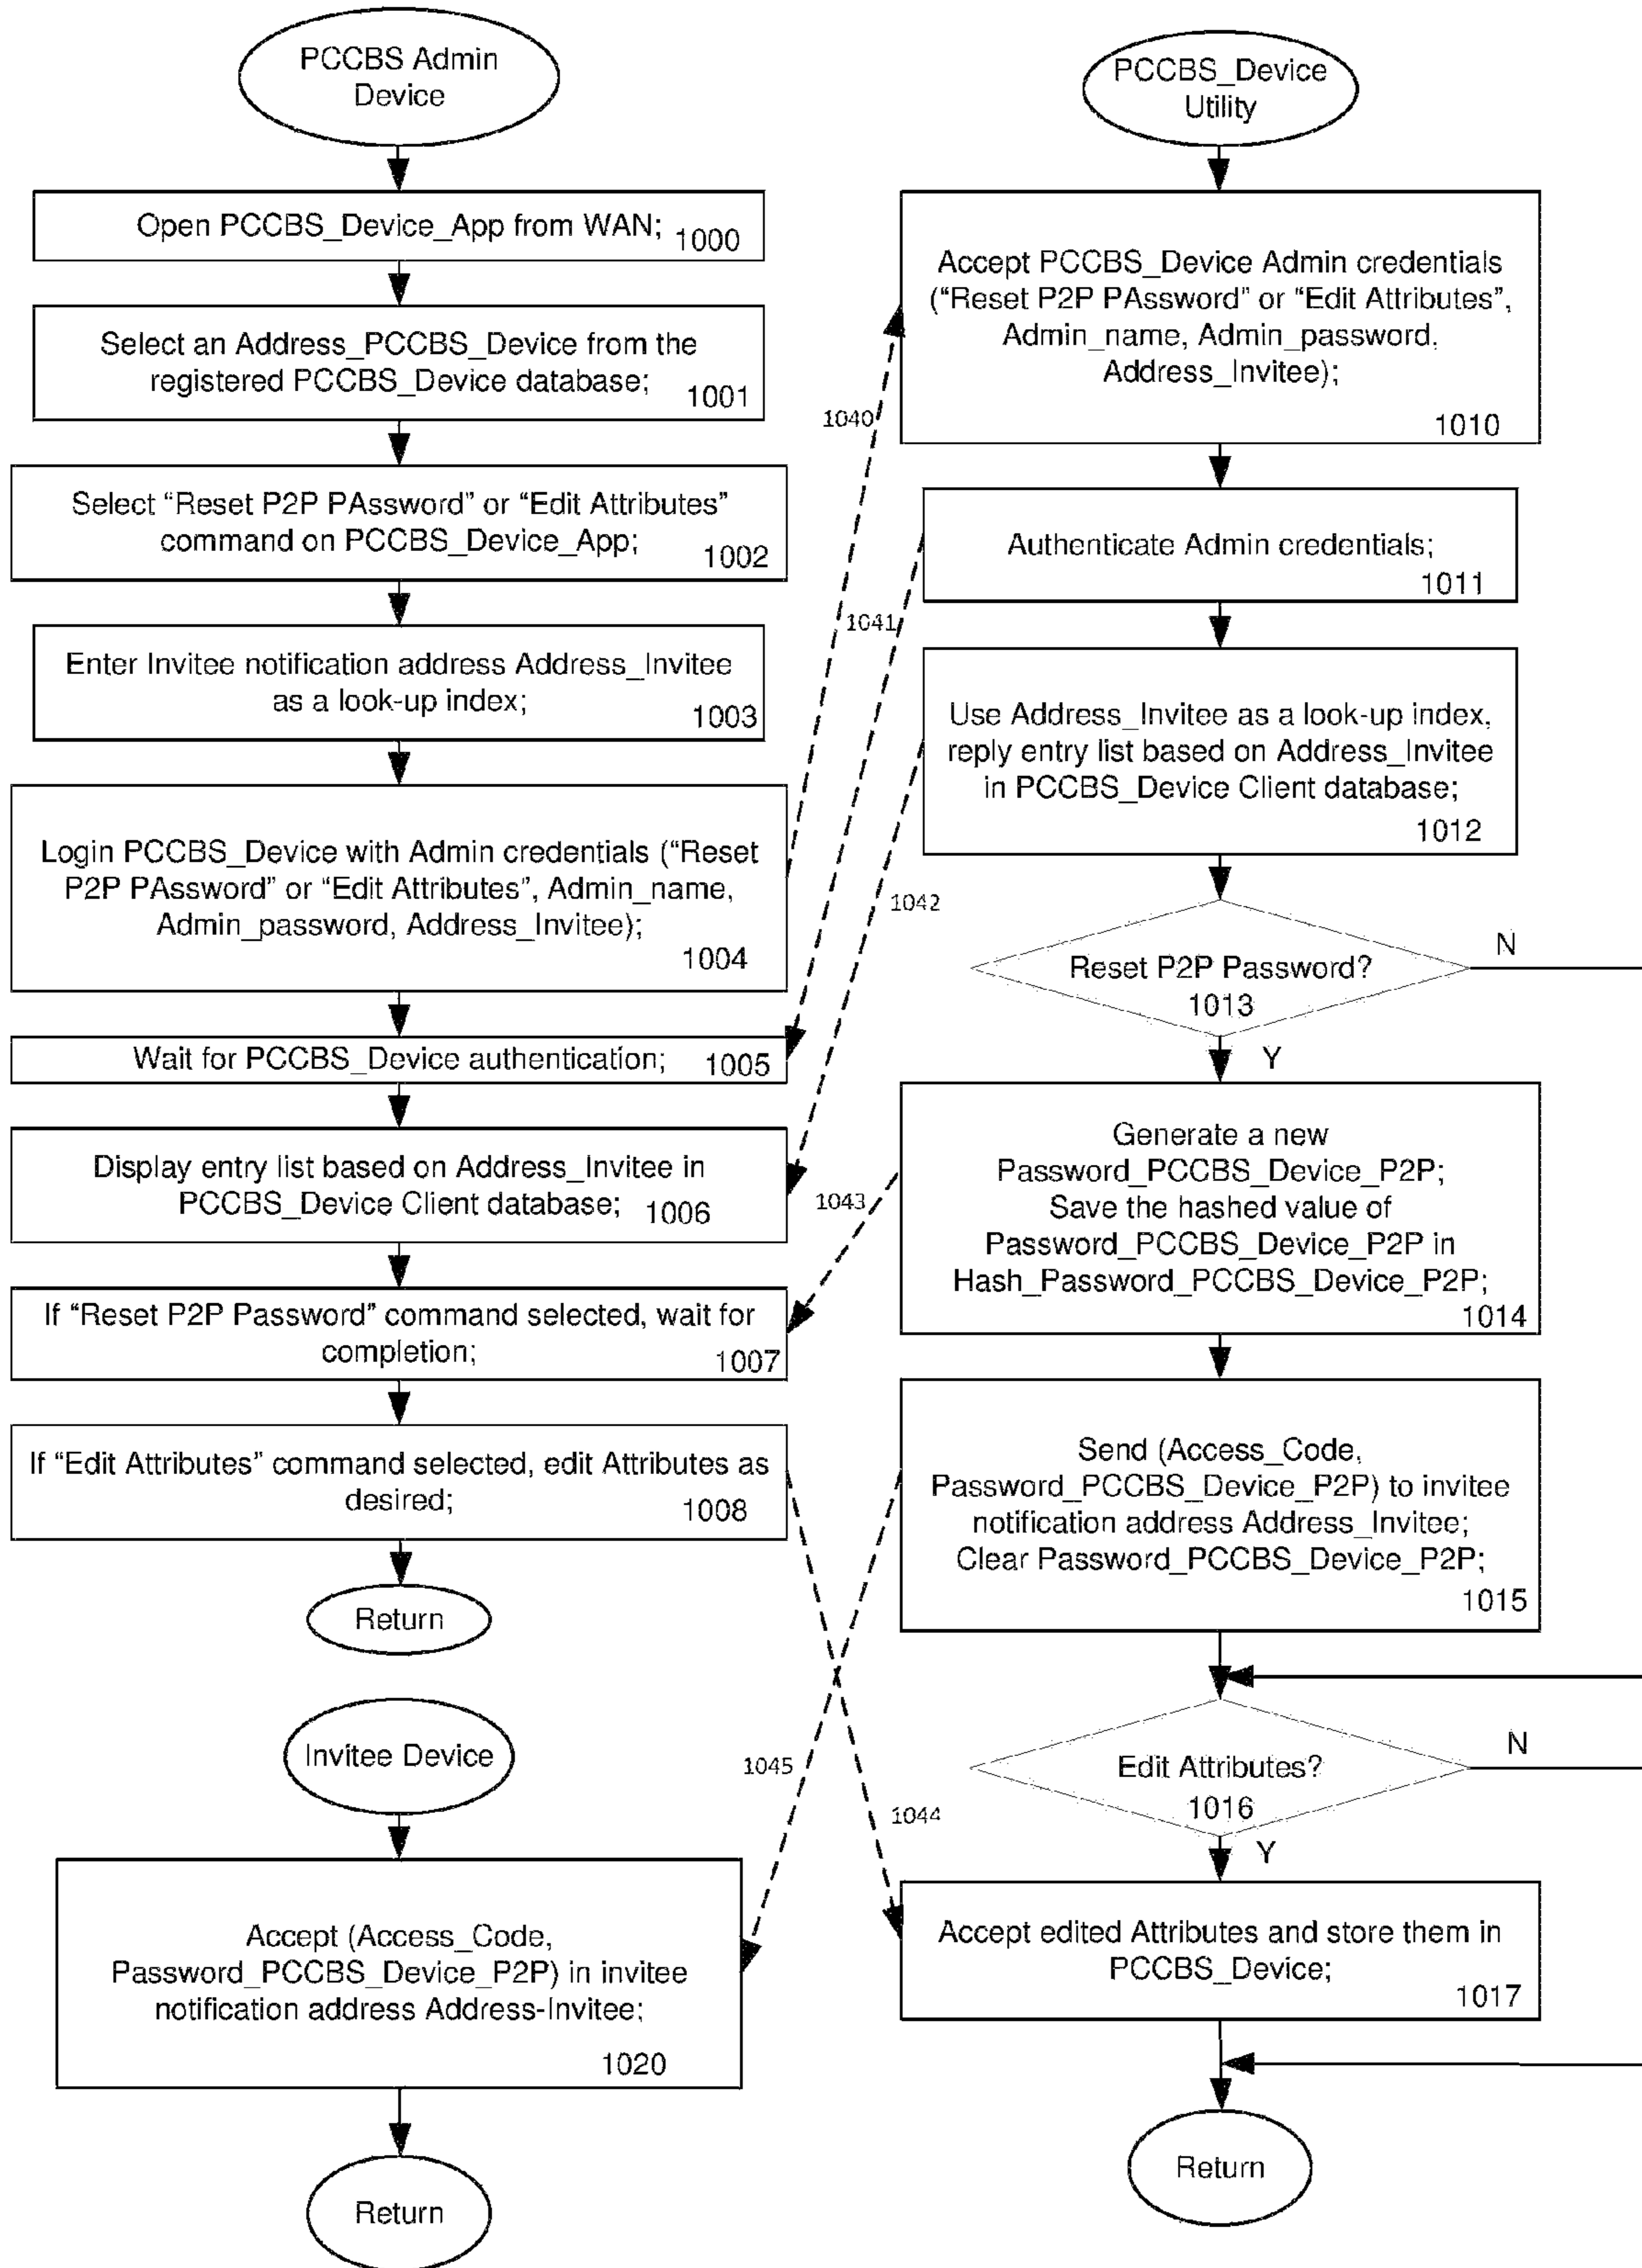 PCCBS Admin
Device
Open PCCBS_Device_App from WAN;
1000
Select an Address_PCCBS_Device from the
registered PCCBS_Device database;
1001
Select “Reset P2P PAssword” or “Edit Attributes”
command on PCCBS_Device_App;
1002
Enter Invitee notification address Address_Invitee
as a look-up index;
1003
Login PCCBS_Device with Admin credentials (“Reset
P2P PAssword” or “Edit Attributes”, Admin_name,
Admin_password, Address_Invitee);
1004
Wait for PCCBS_Device authentication;
1005
Display entry list based on Address_Invitee in
PCCBS_Device Client database;
1006
If “Reset P2P Password” command selected, wait for
completion;
1007
If “Edit Attributes” command selected, edit Attributes as
desired;
1008
Return
Invitee Device
Accept (Access_Code,
Password_PCCBS_Device_P2P) in invitee
notification address Address-Invitee;
1020
Return
1040
1041
1042
1043
1045
1044
PCCBS_Device
Utility
Accept PCCBS_Device Admin credentials
(“Reset P2P PAssword” or “Edit Attributes”,
Admin_name, Admin_password,
Address_Invitee);
1010
Authenticate Admin credentials;
1011
Use Address_Invitee as a look-up index,
reply entry list based on Address_Invitee
in PCCBS_Device Client database;
1012
Reset P2P Password?
1013
N
Y
Generate a new
Password_PCCBS_Device_P2P;
Save the hashed value of
Password_PCCBS_Device_P2P in
Hash_Password_PCCBS_Device_P2P;
1014
Send (Access_Code,
Password_PCCBS_Device_P2P) to invitee
notification address Address_Invitee;
Clear Password_PCCBS_Device_P2P;
1015
Edit Attributes?
1016
N
Y
Accept edited Attributes and store them in
PCCBS_Device;
1017
Return